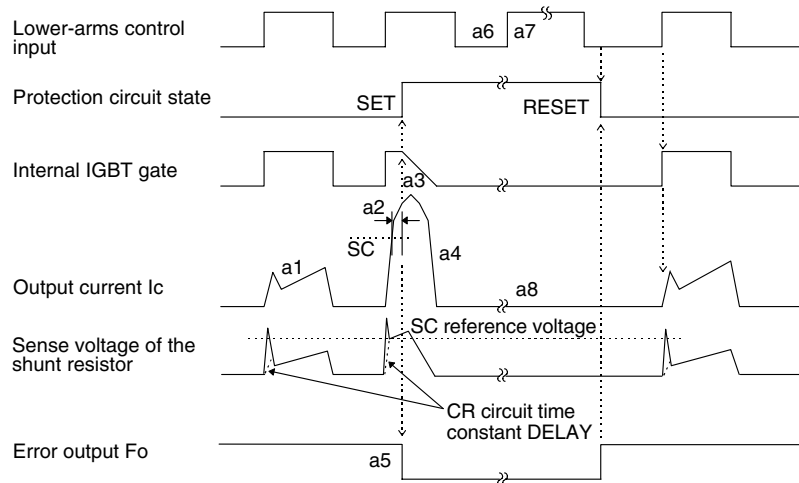 Lower-arms control
input
a6
a7
Protection circuit state
SET
RESET
Internal IGBT gate
a3
a2
SC
a4
a1
Output current Ic
a8
SC reference voltage
Sense voltage of the
shunt resistor
CR circuit time
constant DELAY
Error output Fo
a5